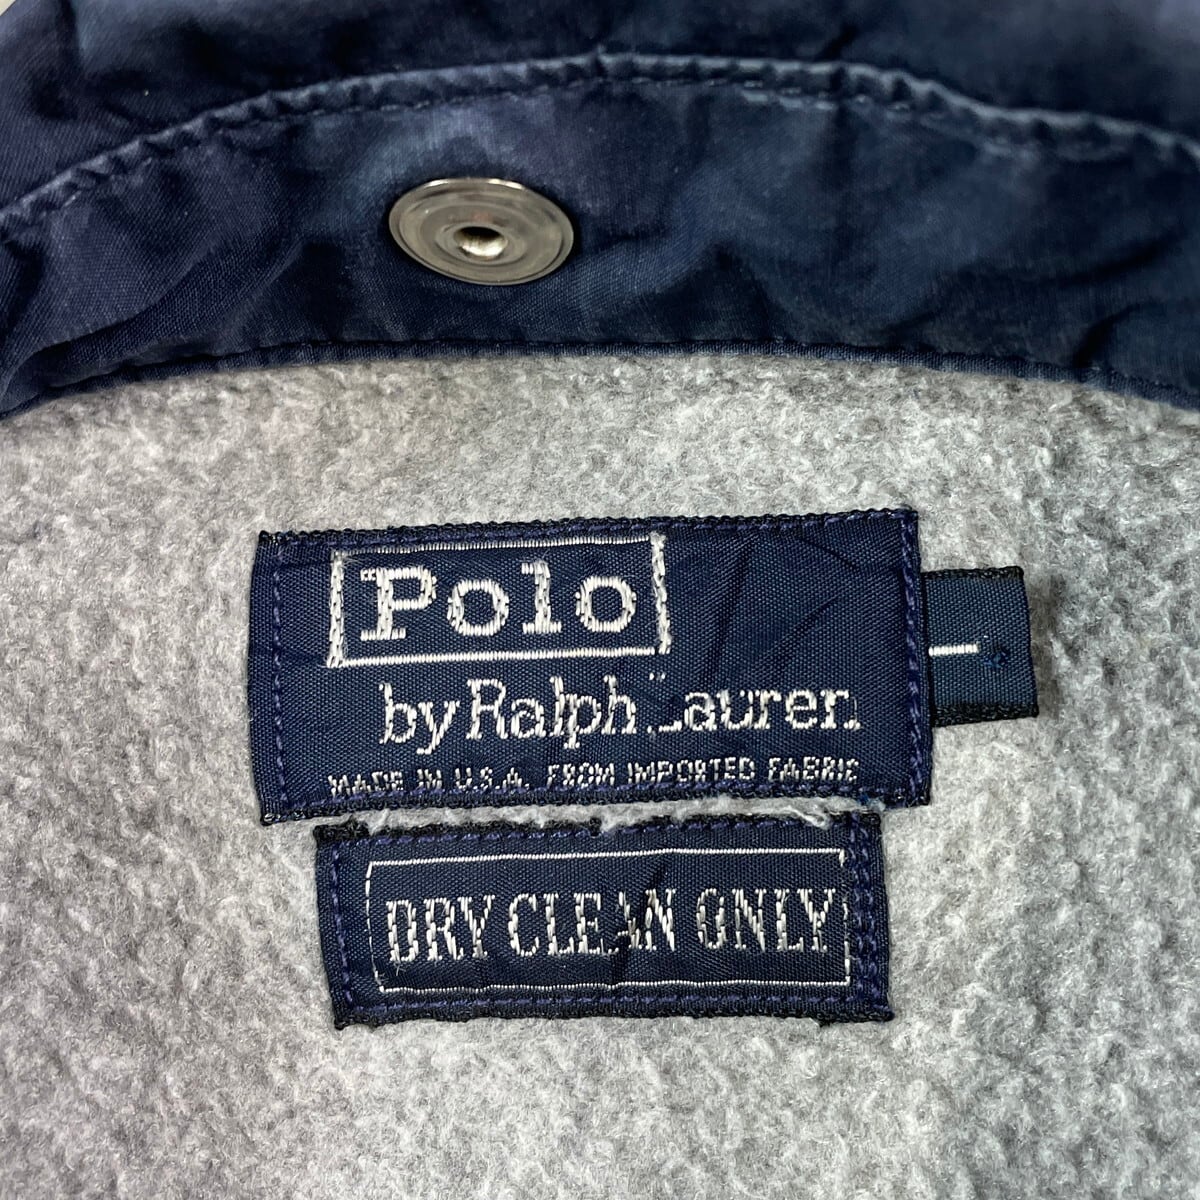 Polo
by Ralph Lauren
MADE IN U.S.A. FROM IMPORTED FABRIC
DRY CLEAN ONLY